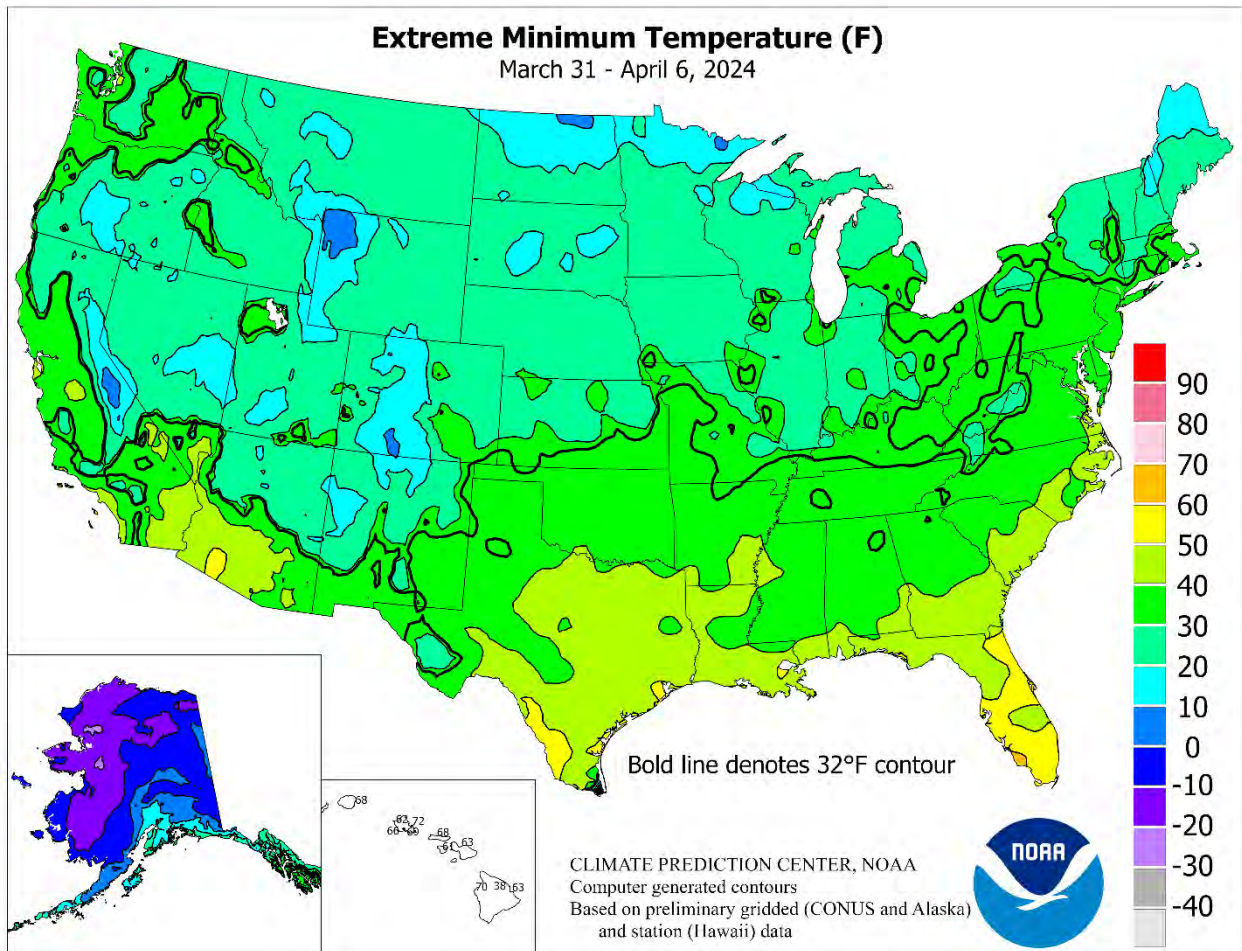 Extreme Minimum Temperature (F)
March 31 - April 6, 2024
90
80
70
60
50
40
30
20
10
0
-10
-20
-30
-40
Bold line denotes 32°F contour
68
72
68
63
61
70 38 63
CLIMATE PREDICTION CENTER, NOAA
Computer generated contours
Based on preliminary gridded (CONUS and Alaska)
and station (Hawaii) data
NOAA